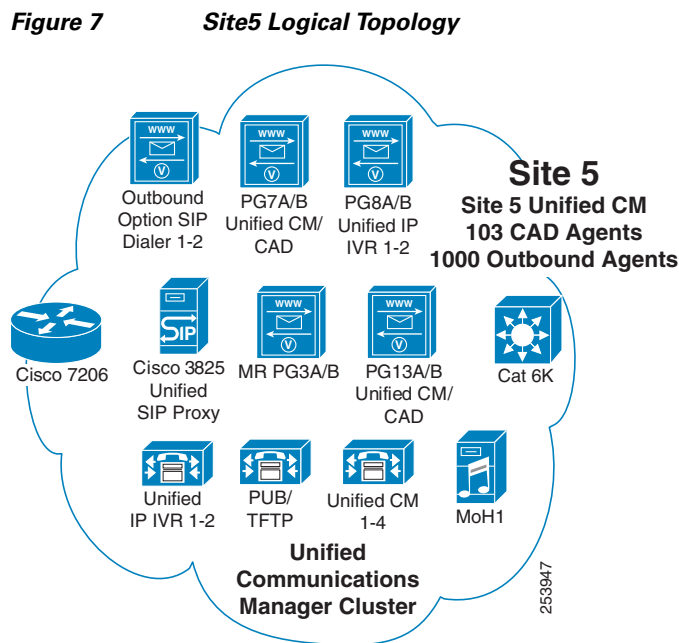 Figure 7 Site5 Logical Topology
WWW
V
Outbound
Option SIP
Dialer 1-2
WWW
V
PG7A/B
Unified CM/
CAD
WWW
V
PG8A/B
Unified IP
IVR 1-2
Site 5
Site 5 Unified CM
103 CAD Agents
1000 Outbound Agents
Cisco 7206
SIP
Cisco 3825
Unified
SIP Proxy
WWW
V
MR PG3A/B
WWW
V
PG13A/B
Unified CM/
CAD
Cat 6K
Unified
IP IVR 1-2
PUB/
TFTP
Unified CM
1-4
MoH1
Unified
Communications
Manager Cluster
253947